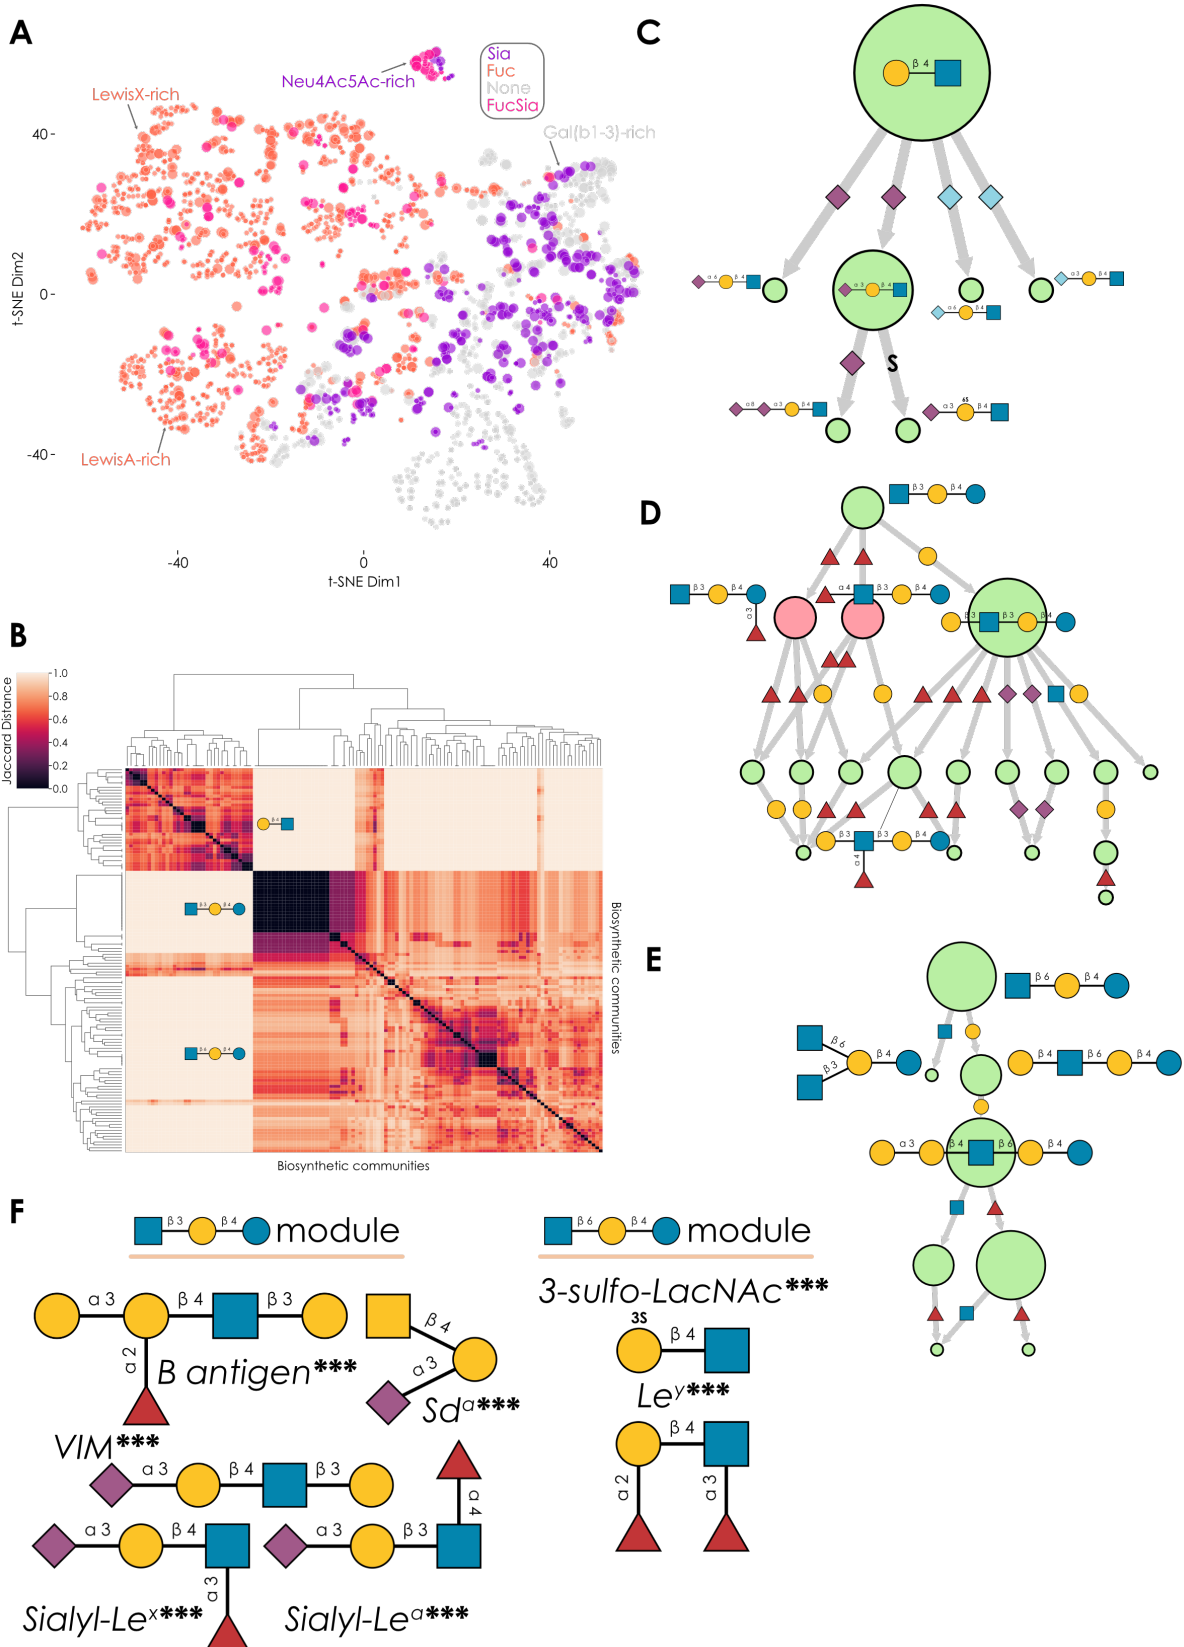 A
Sia
Fuc
None
FucSia
Neu4Ac5Ac-rich
LewisX-rich
Gal(b1-3)-rich
LewisA-rich
40
0
-40
t-SNE Dim2
-40
0
40
t-SNE Dim1
B
Jaccard Distance
1.0
0.8
0.6
0.4
0.2
0.0
β 4
β 3 β 4
β 6 β 4
Biosynthetic communities
Biosynthetic communities
C
β 4
α 6 β 4
α 3 β 4
α 3 β 4
α 6 β 4
S
α 8 α 3 β 4
6S
α 3 β 4
D
β 3 β 4
β 3 β 4
α 3
α 4 β 3 β 4
β 3 β 3 β 4
β 3 β 3 β 4
α 4
E
β 6 β 4
β 6
β 3
β 4
β 4 β 6 β 4
α 3 β 4 β 6 β 4
F
β 3 β 4 module
α 3 β 4 β 3
α 2
B antigen***
β 4
α 3
Sdᵃ***
VIM***
α 3 β 4 β 3
α 3 β 4
α 3
Sialyl-Leˣ***
α 3 β 3
α 4
Sialyl-Leᵃ***
β 6 β 4 module
3-sulfo-LacNAc***
3S
β 4
Leʸ***
β 4
α 2
α 3